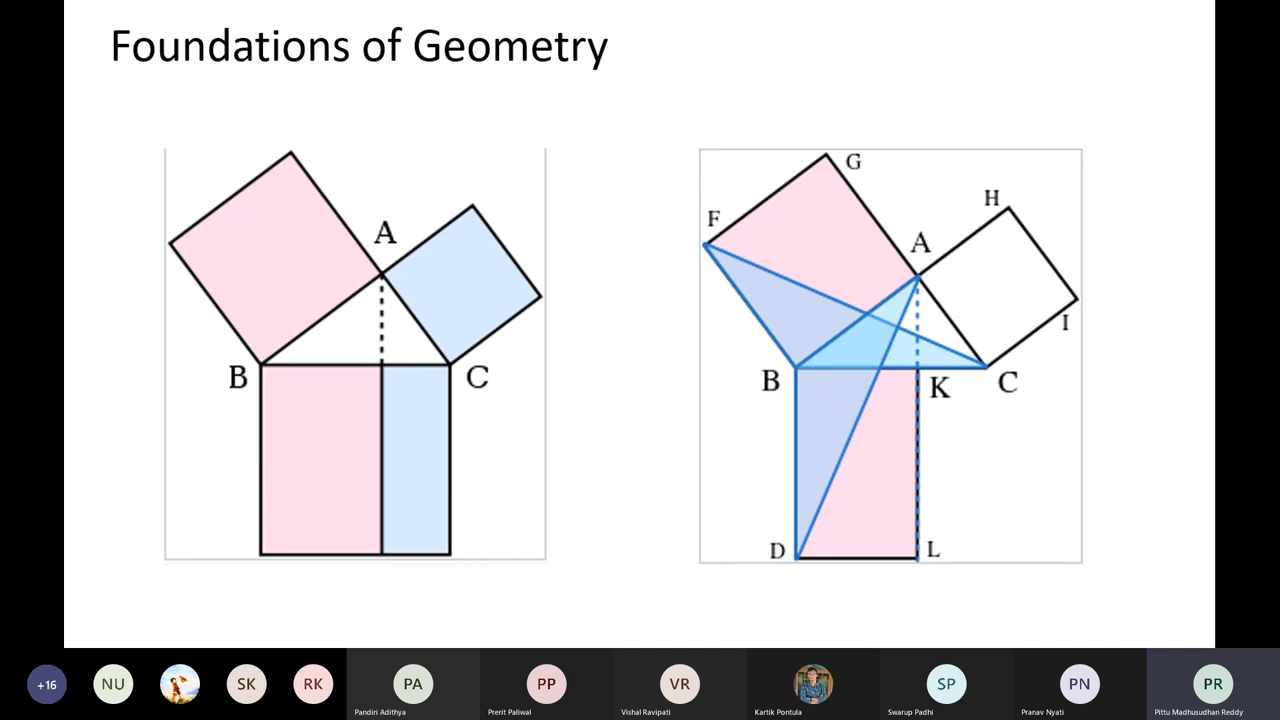 Foundations of Geometry
A
B
C
G
F
H
A
I
B
K
C
D
L
+16
NU
SK
RK
PA
PP
VR
SP
PN
PR
Pandiri Adithya
Prerit Paliwal
Vishal Ravipati
Kartik Pontula
Swarup Padhi
Pranav Nyati
Pittu Madhusudhan Reddy